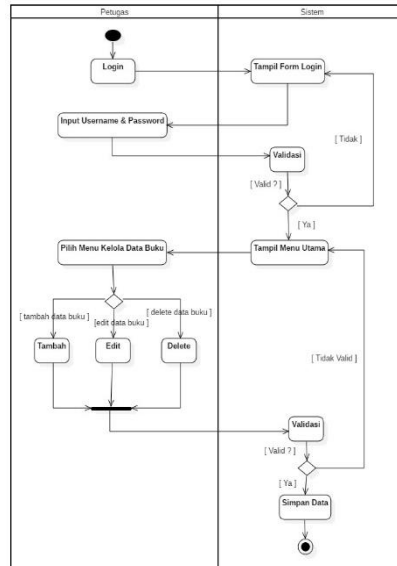 Petugas
Sistem
Login
Tampil Form Login
Input Username & Password
[ Tidak ]
Validasi
[ Valid ? ]
[ Ya ]
Pilih Menu Kelola Data Buku
Tampil Menu Utama
[ tambah data buku ]
[edit data buku ]
[ delete data buku ]
Tambah
Edit
Delete
[ Tidak Valid ]
Validasi
[ Valid ? ]
[ Ya ]
Simpan Data